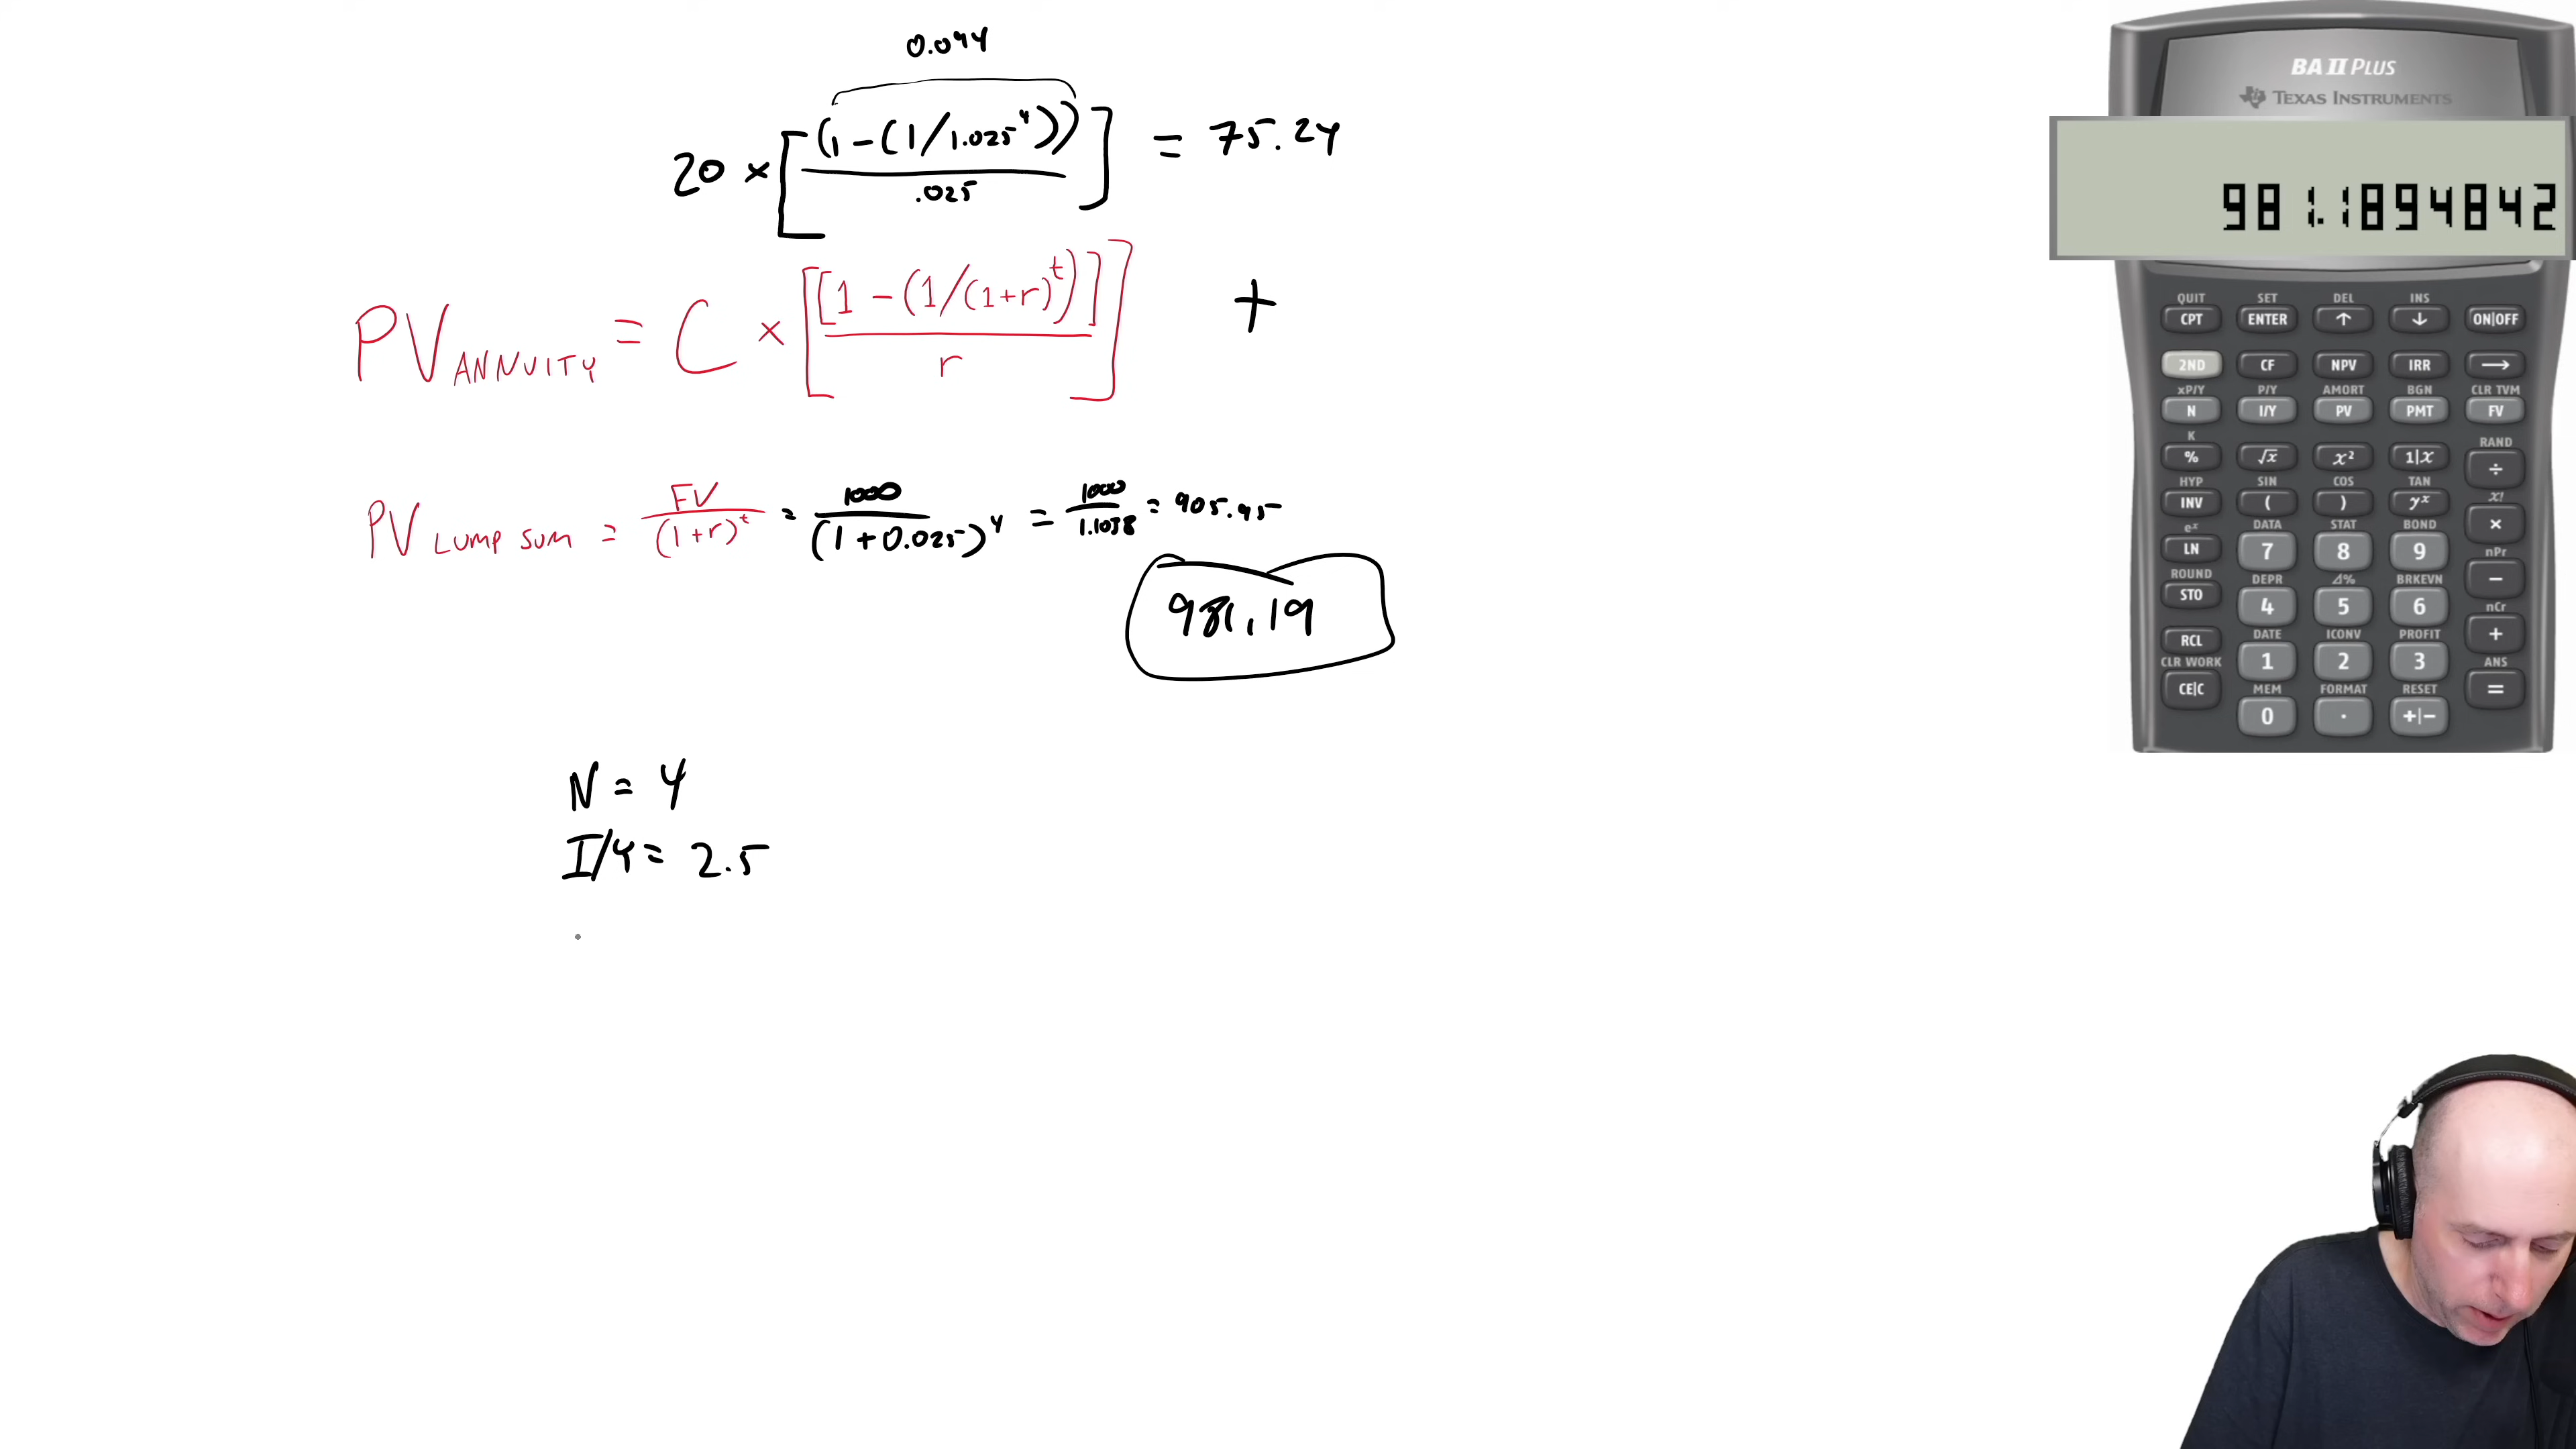 0.094
20 × [(1 - (1/1.025⁴)) / .025] = 75.24
PV ANNUITY = C × [[1 - (1/(1+r)^t)] / r] +
PV LUMP SUM = FV / (1+r)^t = 1000 / (1+0.025)⁴ = 1000 / 1.1038 = 905.95
981.19
N = 4
I/Y = 2.5
BA II PLUS
TEXAS INSTRUMENTS
981.1894842
QUIT SET DEL INS
CPT ENTER ↑ ↓ ON|OFF
2ND CF NPV IRR →
xP/Y P/Y AMORT BGN CLR TVM
N I/Y PV PMT FV
K RAND
% √x x² 1|x ÷
HYP SIN COS TAN x!
INV ( ) yˣ ×
eˣ DATA STAT BOND nPr
LN 7 8 9 −
ROUND DEPR Δ% BRKEVN nCr
STO 4 5 6 +
DATE ICONV PROFIT ANS
RCL 1 2 3 =
CLR WORK MEM FORMAT RESET
CE|C 0 . +|−